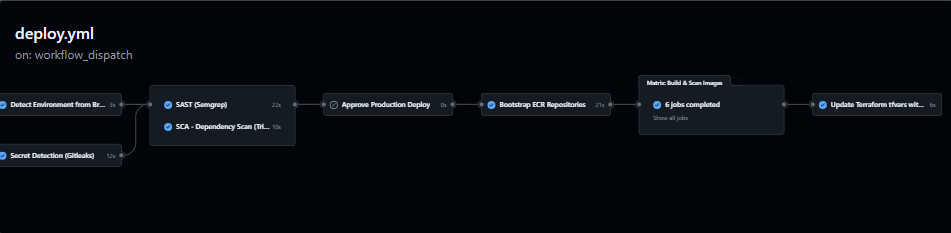 deploy.yml
on: workflow_dispatch
Detect Environment from Br... 3s
Secret Detection (Gitleaks) 12s
SAST (Semgrep) 22s
SCA - Dependency Scan (Tri... 10s
Approve Production Deploy 0s
Bootstrap ECR Repositories 21s
Matrix: Build & Scan Images
6 jobs completed
Show all jobs
Update Terraform tfvars wit... 6s